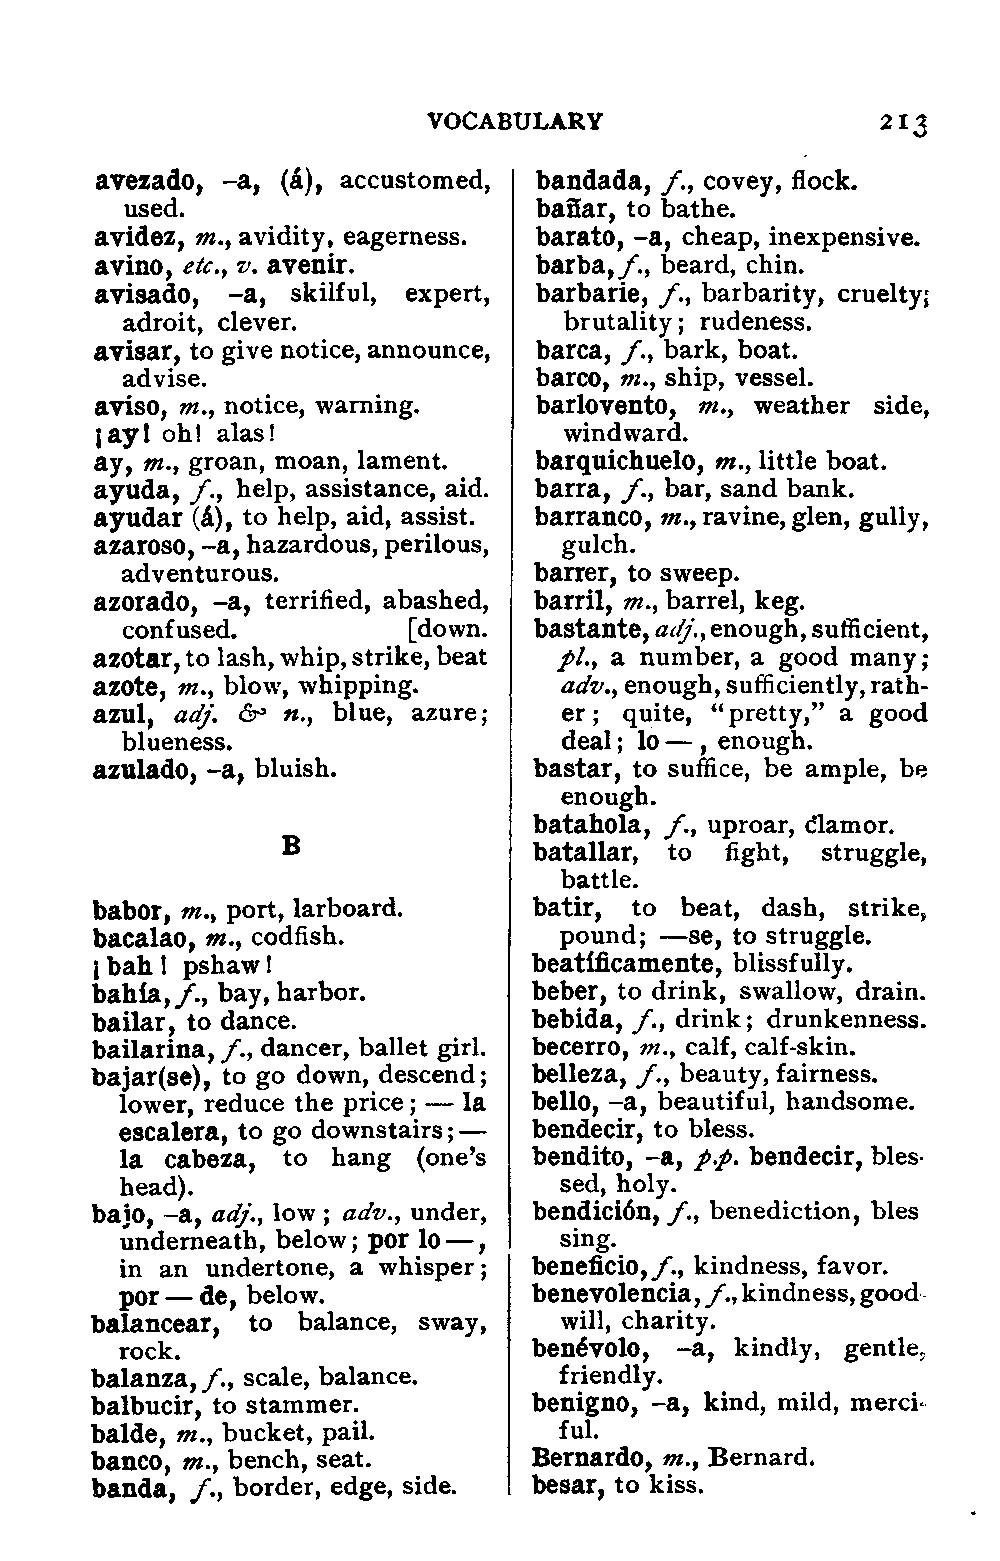 VOCABULARY 213
avezado, -a, (á), accustomed,
used.
avidez, m., avidity, eagerness.
avino, etc., v. avenir.
avisado, -a, skilful, expert,
adroit, clever.
avisar, to give notice, announce,
advise.
aviso, m., notice, warning.
¡ay! oh! alas!
ay, m., groan, moan, lament.
ayuda, f., help, assistance, aid.
ayudar (á), to help, aid, assist.
azaroso, -a, hazardous, perilous,
adventurous.
azorado, -a, terrified, abashed,
confused. [down.
azotar, to lash, whip, strike, beat
azote, m., blow, whipping.
azul, adj. & n., blue, azure;
blueness.
azulado, -a, bluish.
B
babor, m., port, larboard.
bacalao, m., codfish.
¡bah! pshaw!
bahía, f., bay, harbor.
bailar, to dance.
bailarina, f., dancer, ballet girl.
bajar(se), to go down, descend;
lower, reduce the price; — la
escalera, to go downstairs; —
la cabeza, to hang (one's
head).
bajo, -a, adj., low; adv., under,
underneath, below; por lo —,
in an undertone, a whisper;
por — de, below.
balancear, to balance, sway,
rock.
balanza, f., scale, balance.
balbucir, to stammer.
balde, m., bucket, pail.
banco, m., bench, seat.
banda, f., border, edge, side.
bandada, f., covey, flock.
bañar, to bathe.
barato, -a, cheap, inexpensive.
barba, f., beard, chin.
barbarie, f., barbarity, cruelty;
brutality; rudeness.
barca, f., bark, boat.
barco, m., ship, vessel.
barlovento, m., weather side,
windward.
barquichuelo, m., little boat.
barra, f., bar, sand bank.
barranco, m., ravine, glen, gully,
gulch.
barrer, to sweep.
barril, m., barrel, keg.
bastante, adj., enough, sufficient,
pl., a number, a good many;
adv., enough, sufficiently, rath-
er; quite, "pretty," a good
deal; lo —, enough.
bastar, to suffice, be ample, be
enough.
batahola, f., uproar, clamor.
batallar, to fight, struggle,
battle.
batir, to beat, dash, strike,
pound; —se, to struggle.
beatíficamente, blissfully.
beber, to drink, swallow, drain.
bebida, f., drink; drunkenness.
becerro, m., calf, calf-skin.
belleza, f., beauty, fairness.
bello, -a, beautiful, handsome.
bendecir, to bless.
bendito, -a, p.p. bendecir, bles-
sed, holy.
bendición, f., benediction, bles
sing.
beneficio, f., kindness, favor.
benevolencia, f., kindness, good-
will, charity.
benévolo, -a, kindly, gentle,
friendly.
benigno, -a, kind, mild, merci-
ful.
Bernardo, m., Bernard.
besar, to kiss.